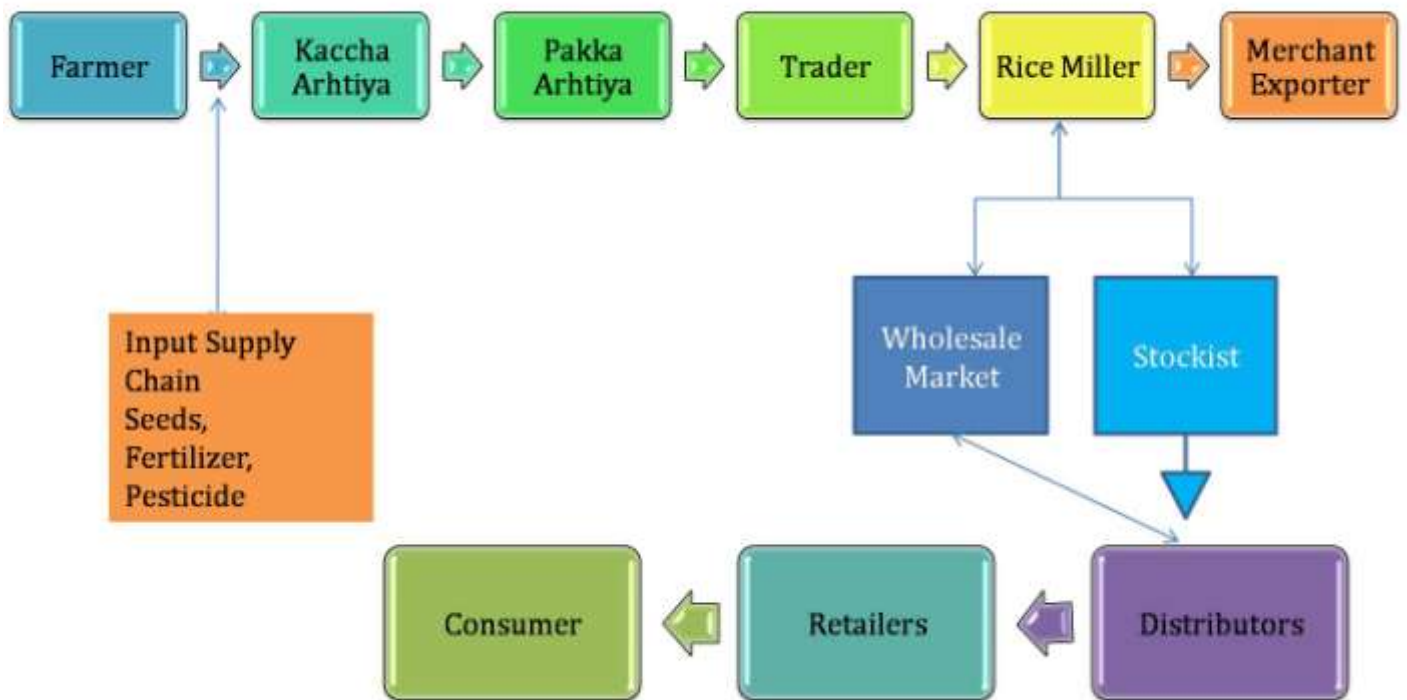 Farmer
Kaccha
Arhtiya
Pakka
Arhtiya
Trader
Rice Miller
Merchant
Exporter
Input Supply
Chain
Seeds,
Fertilizer,
Pesticide
Wholesale
Market
Stockist
Consumer
Retailers
Distributors